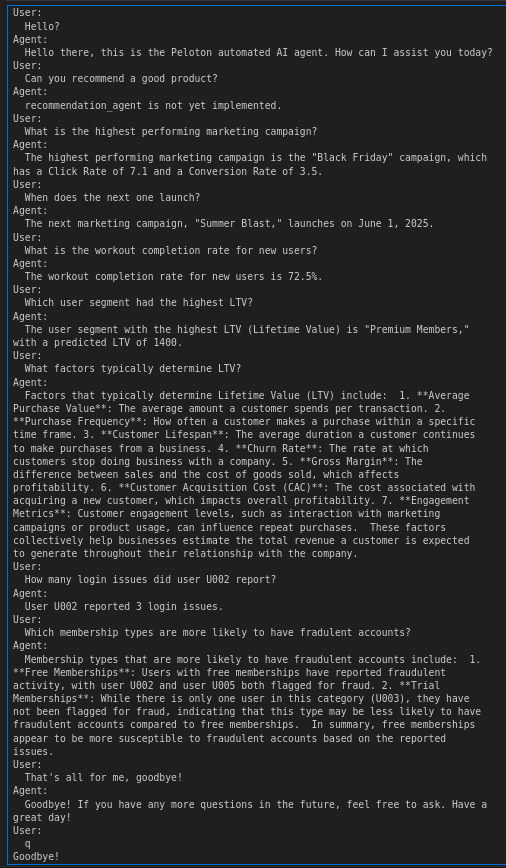 User:
Hello?
Agent:
Hello there, this is the Peloton automated AI agent. How can I assist you today?
User:
Can you recommend a good product?
Agent:
recommendation_agent is not yet implemented.
User:
What is the highest performing marketing campaign?
Agent:
The highest performing marketing campaign is the "Black Friday" campaign, which
has a Click Rate of 7.1 and a Conversion Rate of 3.5.
User:
When does the next one launch?
Agent:
The next marketing campaign, "Summer Blast," launches on June 1, 2025.
User:
What is the workout completion rate for new users?
Agent:
The workout completion rate for new users is 72.5%.
User:
Which user segment had the highest LTV?
Agent:
The user segment with the highest LTV (Lifetime Value) is "Premium Members,"
with a predicted LTV of 1400.
User:
What factors typically determine LTV?
Agent:
Factors that typically determine Lifetime Value (LTV) include:  1. **Average
Purchase Value**: The average amount a customer spends per transaction. 2.
**Purchase Frequency**: How often a customer makes a purchase within a specific
time frame. 3. **Customer Lifespan**: The average duration a customer continues
to make purchases from a business. 4. **Churn Rate**: The rate at which
customers stop doing business with a company. 5. **Gross Margin**: The
difference between sales and the cost of goods sold, which affects
profitability. 6. **Customer Acquisition Cost (CAC)**: The cost associated with
acquiring a new customer, which impacts overall profitability. 7. **Engagement
Metrics**: Customer engagement levels, such as interaction with marketing
campaigns or product usage, can influence repeat purchases.  These factors
collectively help businesses estimate the total revenue a customer is expected
to generate throughout their relationship with the company.
User:
How many login issues did user U002 report?
Agent:
User U002 reported 3 login issues.
User:
Which membership types are more likely to have fradulent accounts?
Agent:
Membership types that are more likely to have fraudulent accounts include:  1.
**Free Memberships**: Users with free memberships have reported fraudulent
activity, with user U002 and user U005 both flagged for fraud. 2. **Trial
Memberships**: While there is only one user in this category (U003), they have
not been flagged for fraud, indicating that this type may be less likely to have
fraudulent accounts compared to free memberships.  In summary, free memberships
appear to be more susceptible to fraudulent accounts based on the reported
issues.
User:
That's all for me, goodbye!
Agent:
Goodbye! If you have any more questions in the future, feel free to ask. Have a
great day!
User:
q
Goodbye!